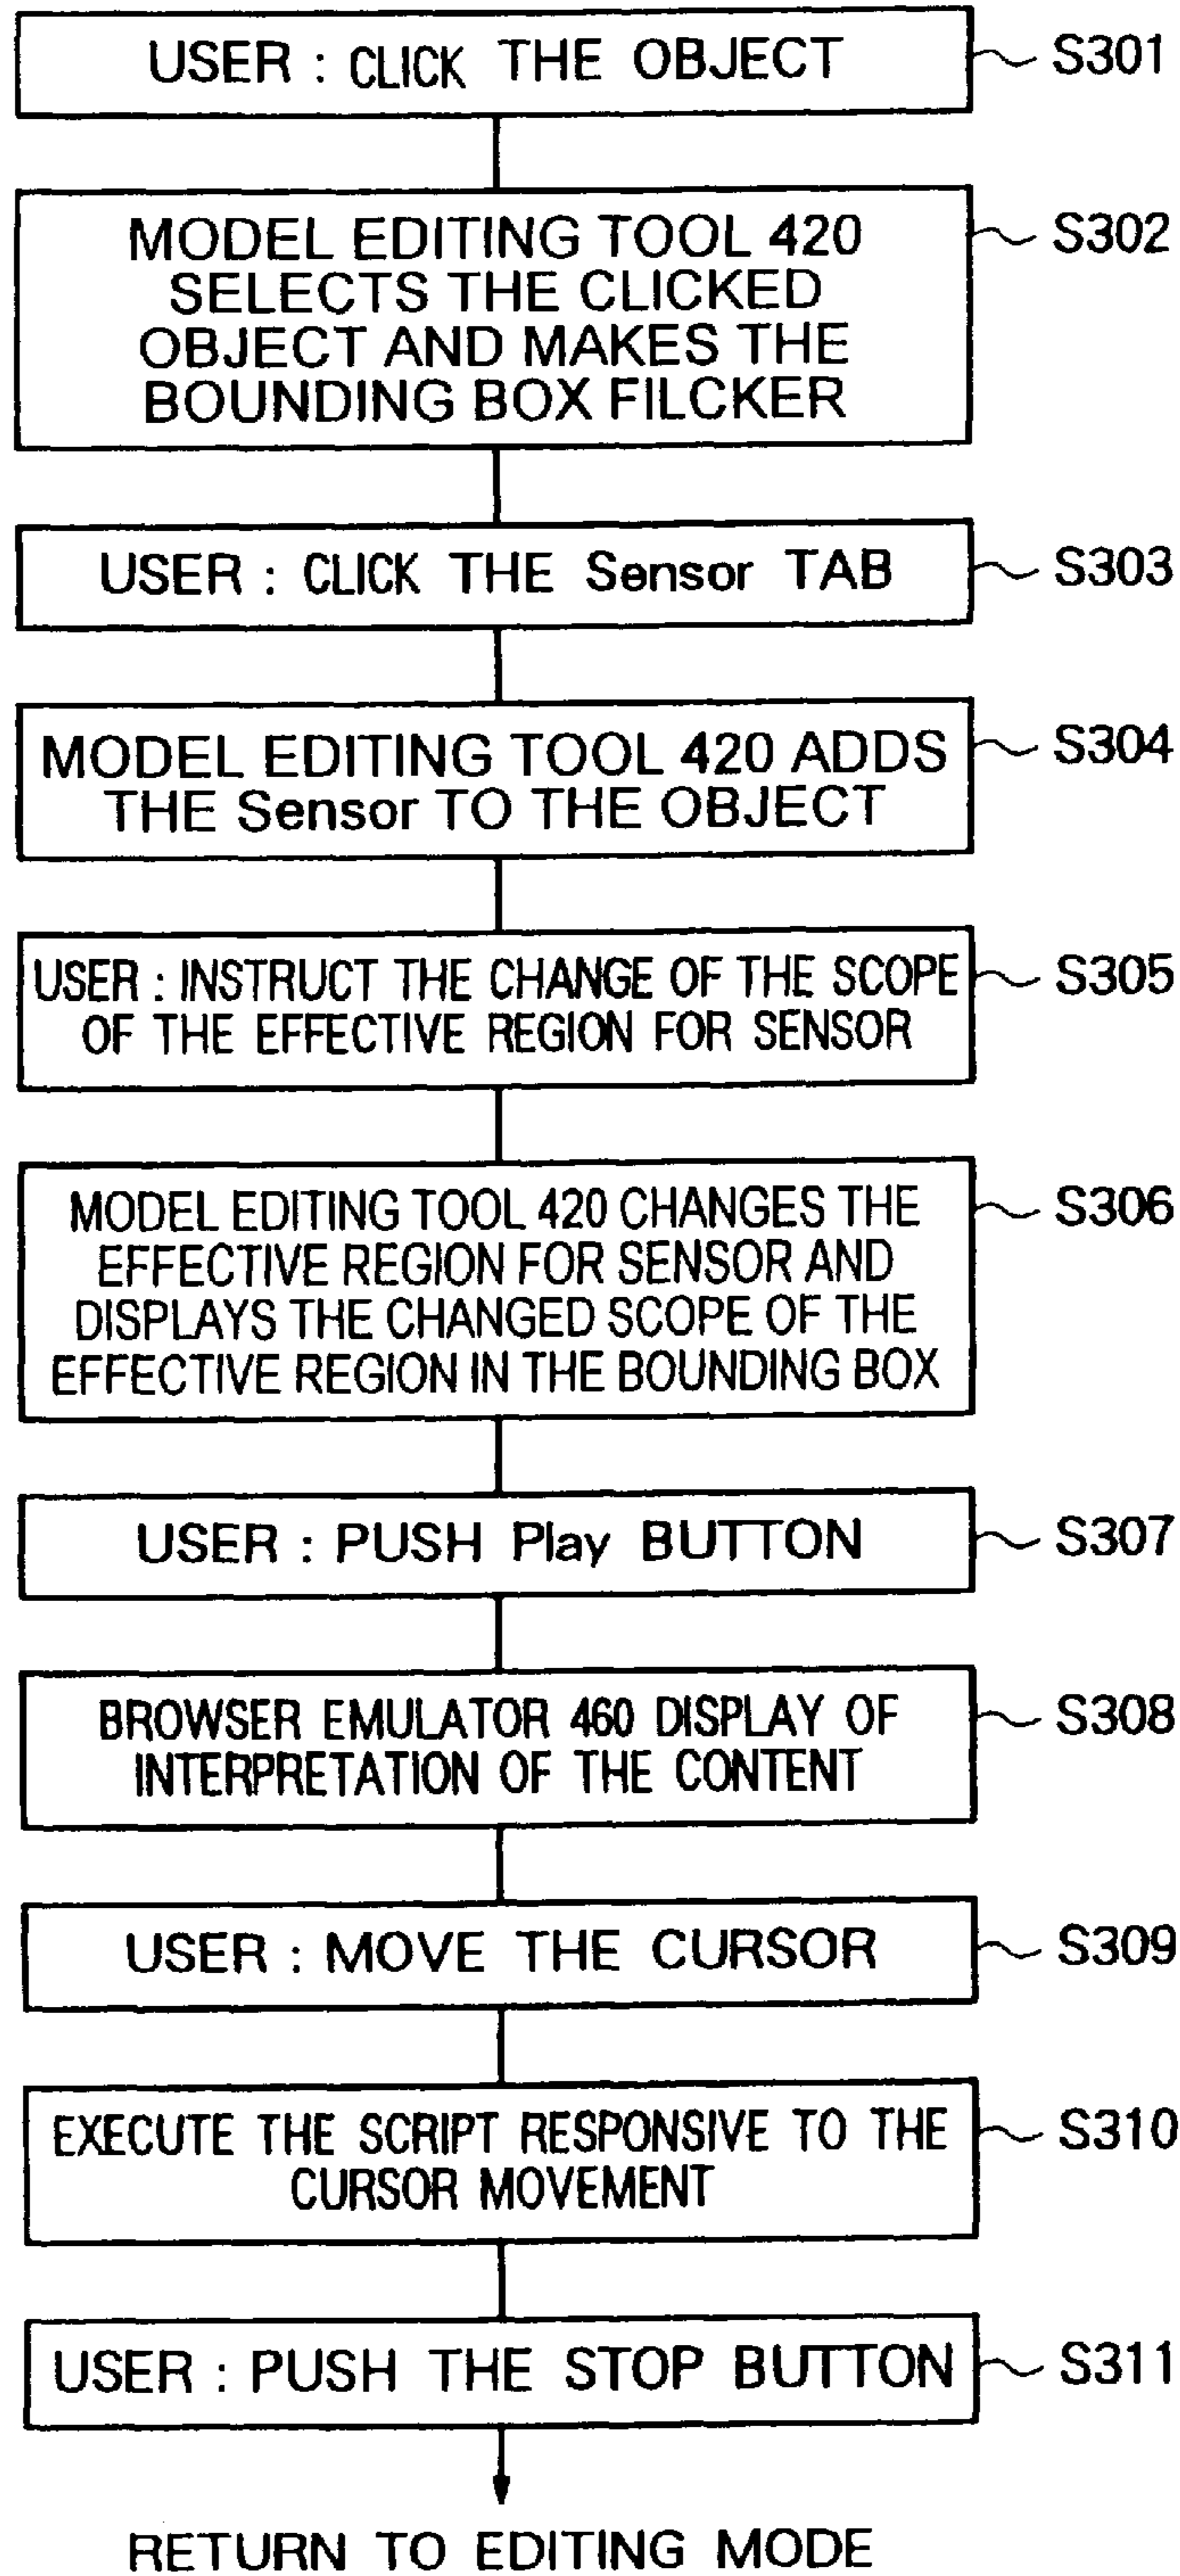 USER : CLICK THE OBJECT
S301
MODEL EDITING TOOL 420
SELECTS THE CLICKED
OBJECT AND MAKES THE
BOUNDING BOX FILCKER
S302
USER : CLICK THE Sensor TAB
S303
MODEL EDITING TOOL 420 ADDS
THE Sensor TO THE OBJECT
S304
USER : INSTRUCT THE CHANGE OF THE SCOPE
OF THE EFFECTIVE REGION FOR SENSOR
S305
MODEL EDITING TOOL 420 CHANGES THE
EFFECTIVE REGION FOR SENSOR AND
DISPLAYS THE CHANGED SCOPE OF THE
EFFECTIVE REGION IN THE BOUNDING BOX
S306
USER : PUSH Play BUTTON
S307
BROWSER EMULATOR 460 DISPLAY OF
INTERPRETATION OF THE CONTENT
S308
USER : MOVE THE CURSOR
S309
EXECUTE THE SCRIPT RESPONSIVE TO THE
CURSOR MOVEMENT
S310
USER : PUSH THE STOP BUTTON
S311
RETURN TO EDITING MODE